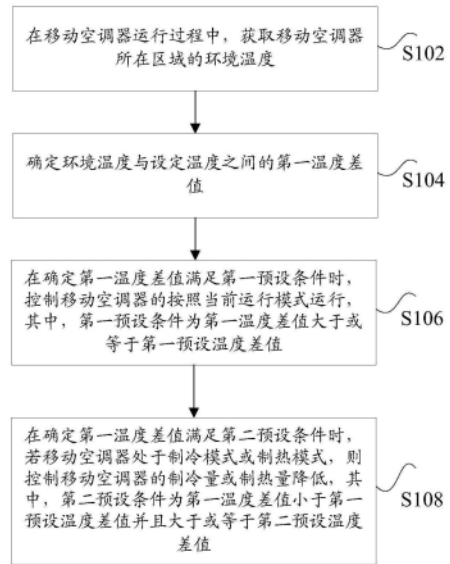 在移动空调器运行过程中，获取移动空调器
所在区域的环境温度
S102
确定环境温度与设定温度之间的第一温度差
值
S104
在确定第一温度差值满足第一预设条件时，
控制移动空调器的按照当前运行模式运行，
其中，第一预设条件为第一温度差值大于或
等于第一预设温度差值
S106
在确定第一温度差值满足第二预设条件时，
若移动空调器处于制冷模式或制热模式，则
控制移动空调器的制冷量或制热量降低，其
中，第二预设条件为第一温度差值小于第一
预设温度差值并且大于或等于第二预设温度
差值
S108